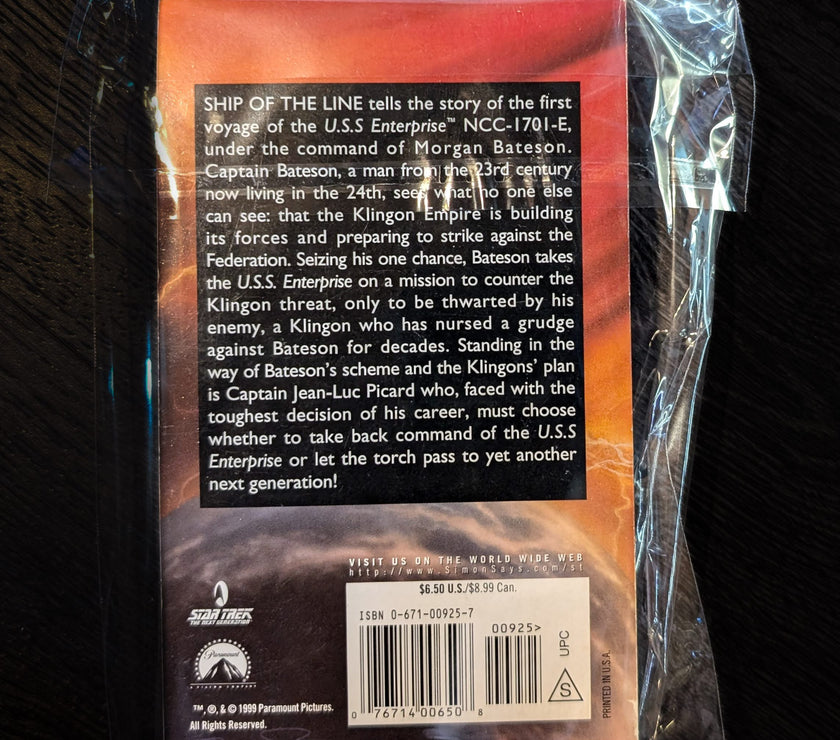 SHIP OF THE LINE tells the story of the first
voyage of the U.S.S Enterprise™ NCC-1701-E,
under the command of Morgan Bateson.
Captain Bateson, a man from the 23rd century
now living in the 24th, sees what no one else
can see: that the Klingon Empire is building
its forces and preparing to strike against the
Federation. Seizing his one chance, Bateson takes
the U.S.S. Enterprise on a mission to counter the
Klingon threat, only to be thwarted by his
enemy, a Klingon who has nursed a grudge
against Bateson for decades. Standing in the
way of Bateson's scheme and the Klingons' plan
is Captain Jean-Luc Picard who, faced with the
toughest decision of his career, must choose
whether to take back command of the U.S.S
Enterprise or let the torch pass to yet another
next generation!
VISIT US ON THE WORLD WIDE WEB
http://www.SimonSays.com/st
$6.50 U.S./$8.99 Can.
ISBN 0-671-00925-7
00925>
UPC
S
0 76714 00650 8
PRINTED IN U.S.A.
STAR TREK
THE NEXT GENERATION
Paramount
A VIACOM COMPANY
™, ®, & © 1999 Paramount Pictures.
All Rights Reserved.